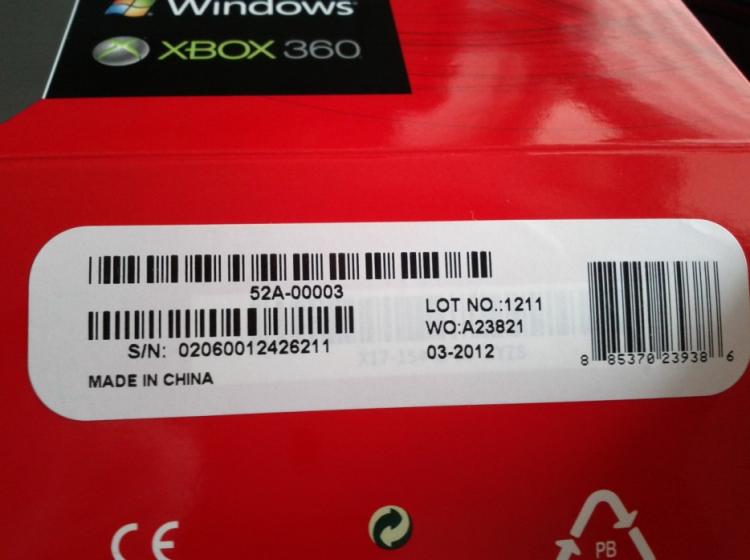 Windows®
XBOX 360
52A-00003
S/N: 02060012426211
LOT NO.:1211
WO:A23821
03-2012
MADE IN CHINA
8 85370 23938 6
CE
PB